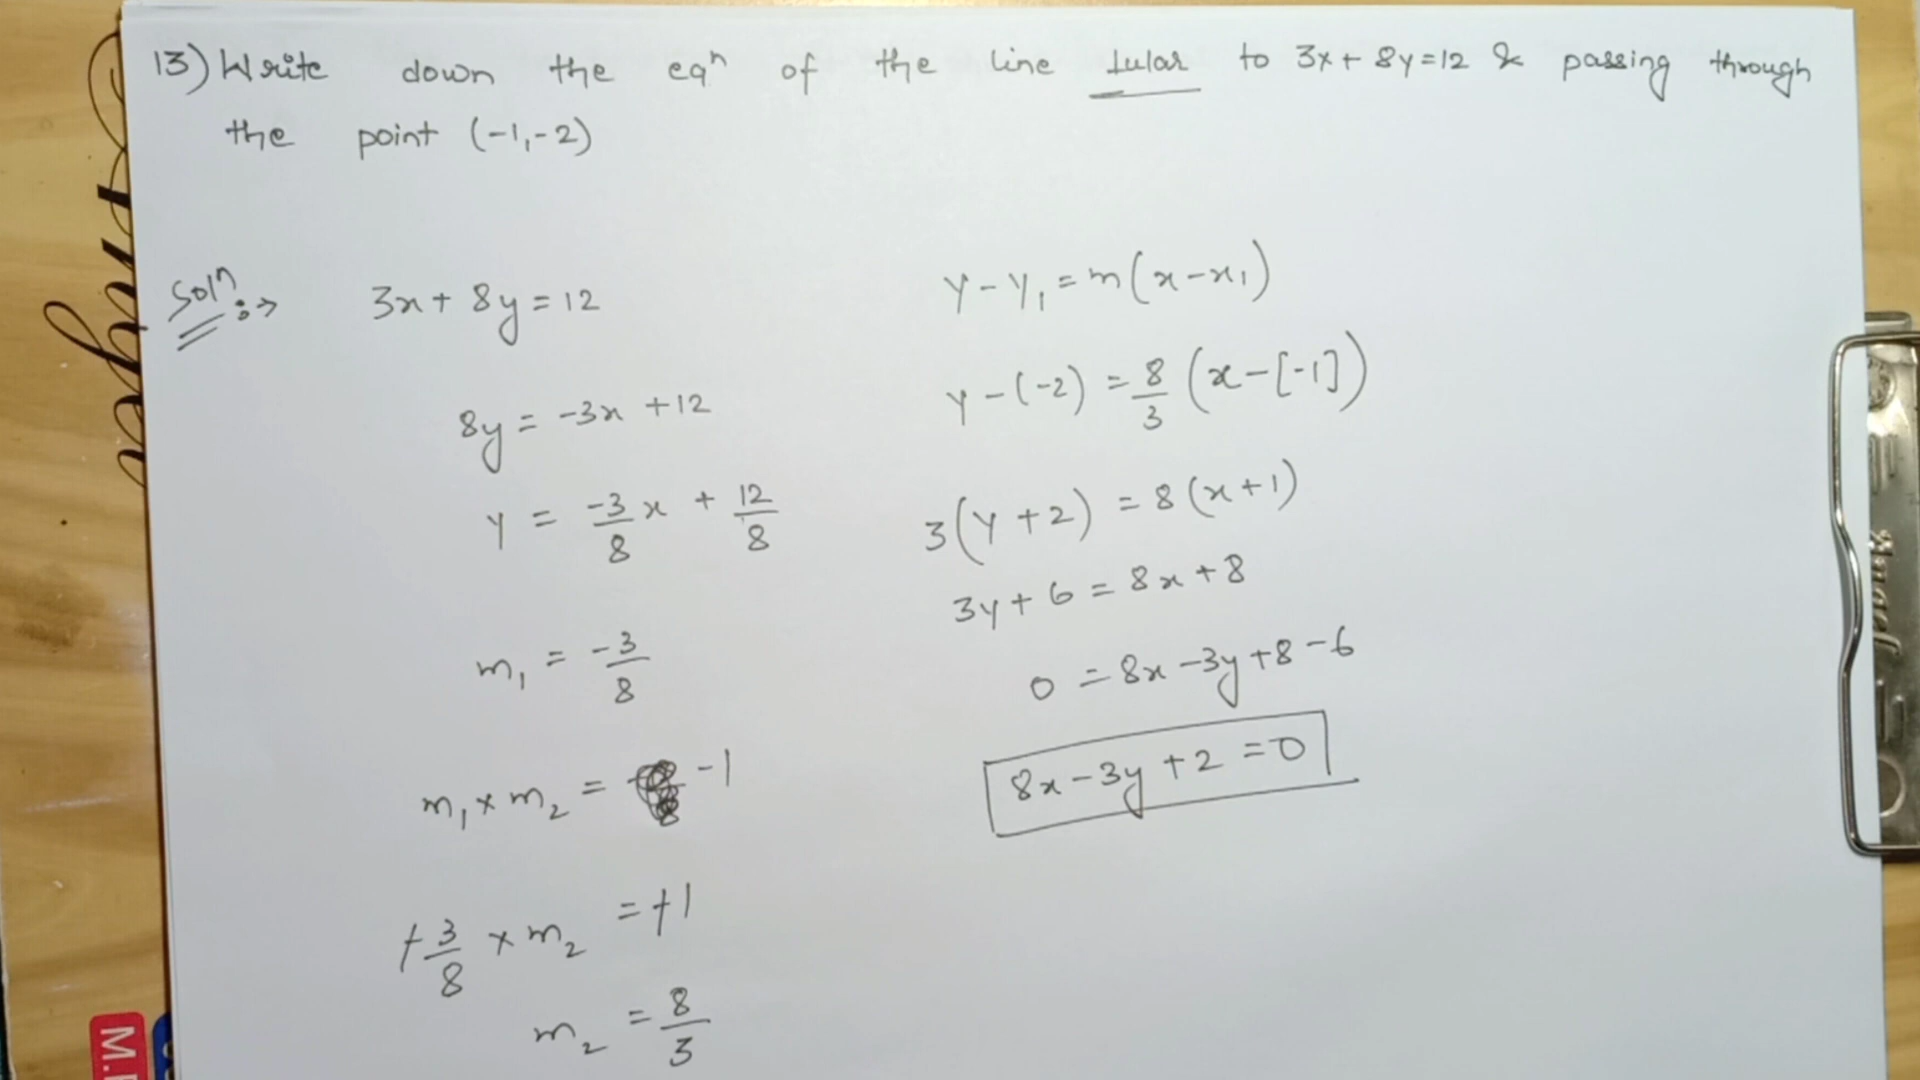 13) Write down the eqⁿ of the line ⊥ular to 3x + 8y = 12 & passing through
the point (-1, -2)
Solⁿ :→
3x + 8y = 12
8y = -3x + 12
y = -3/8 x + 12/8
m₁ = -3/8
m₁ × m₂ = -1
+3/8 × m₂ = +1
m₂ = 8/3
y - y₁ = m(x - x₁)
y - (-2) = 8/3 (x - [-1])
3(y + 2) = 8(x + 1)
3y + 6 = 8x + 8
0 = 8x - 3y + 8 - 6
8x - 3y + 2 = 0